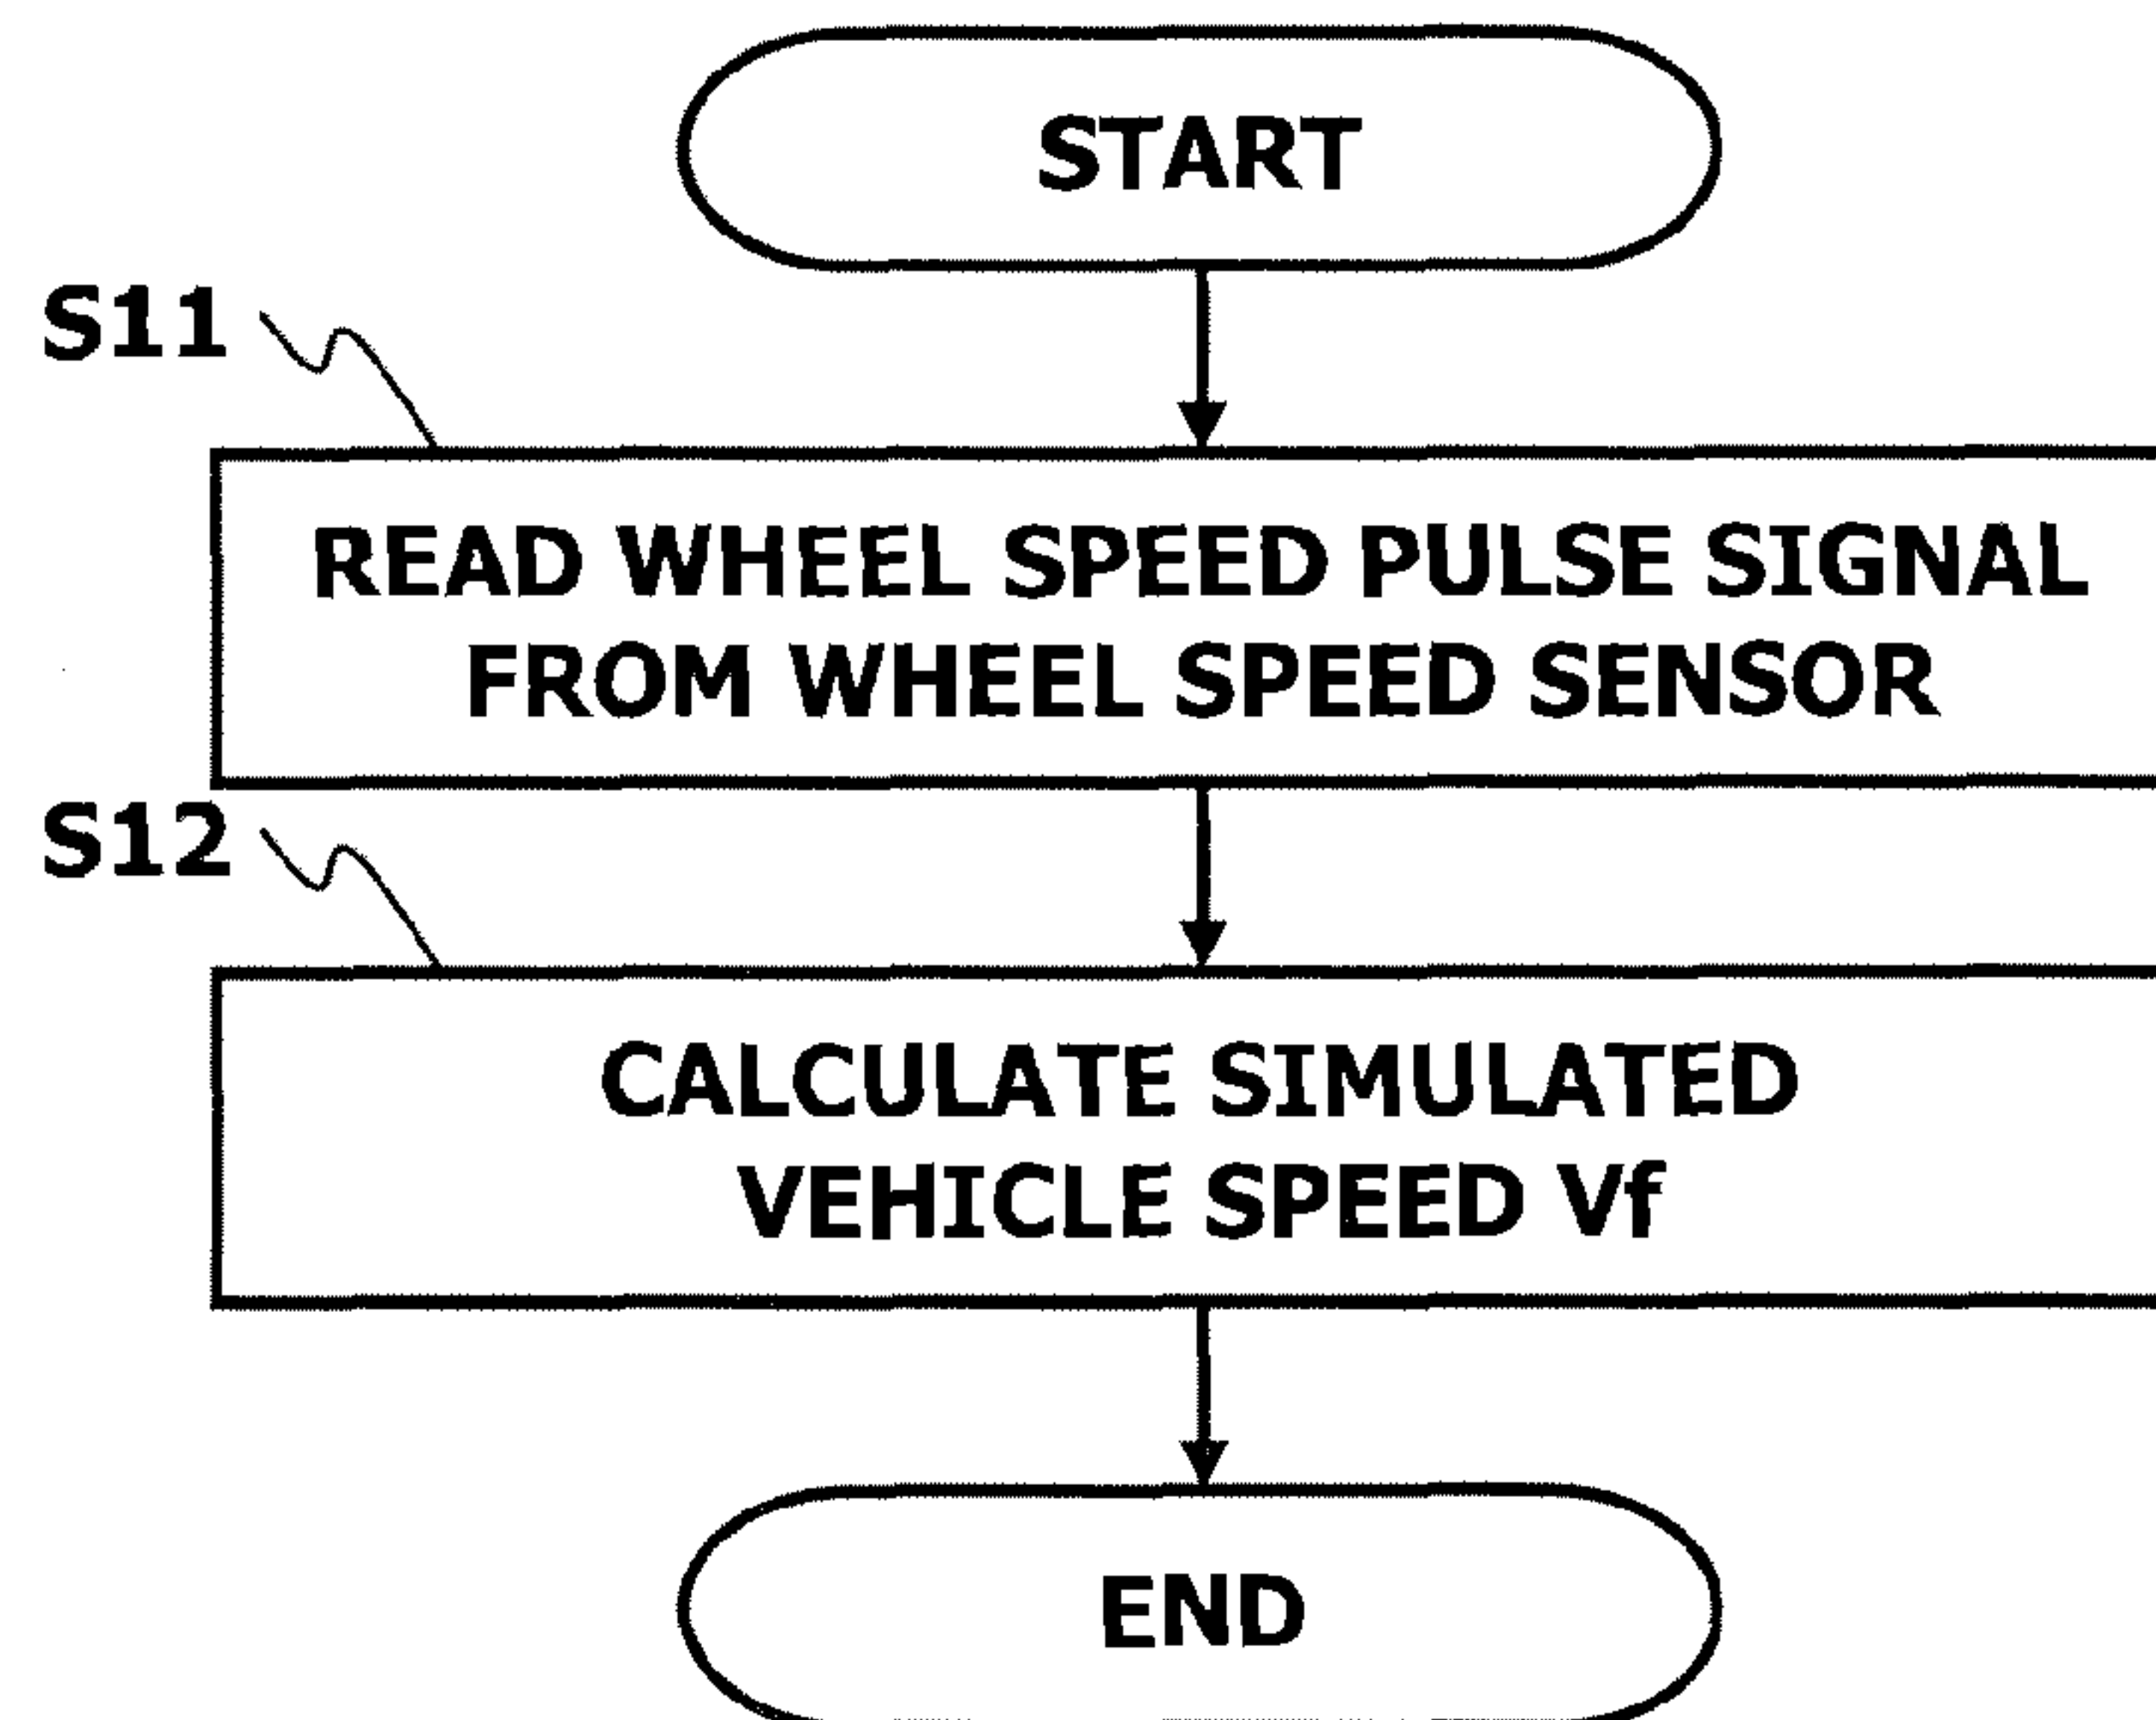 START
S11
READ WHEEL SPEED PULSE SIGNAL
FROM WHEEL SPEED SENSOR
S12
CALCULATE SIMULATED
VEHICLE SPEED Vf
END